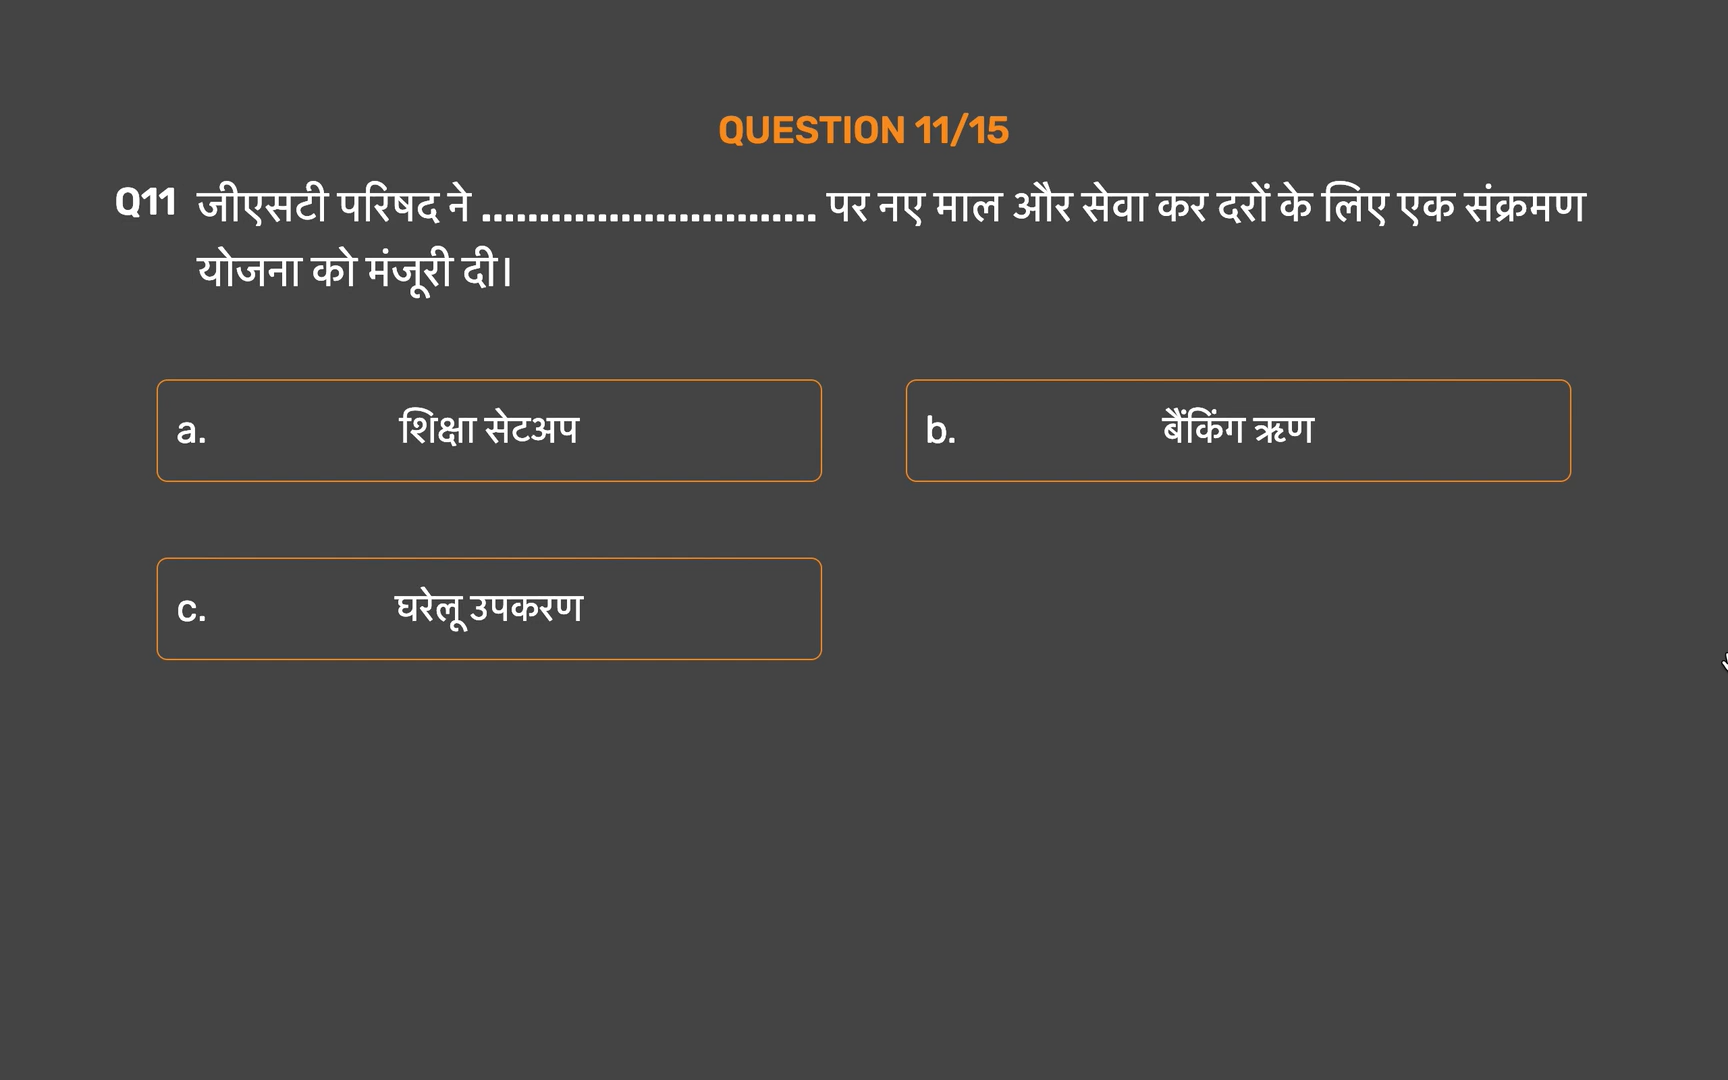 QUESTION 11/15
Q11 जीएसटी परिषद ने ............................. पर नए माल और सेवा कर दरों के लिए एक संक्रमण
योजना को मंजूरी दी।
a. शिक्षा सेटअप
b. बैंकिंग ऋण
c. घरेलू उपकरण